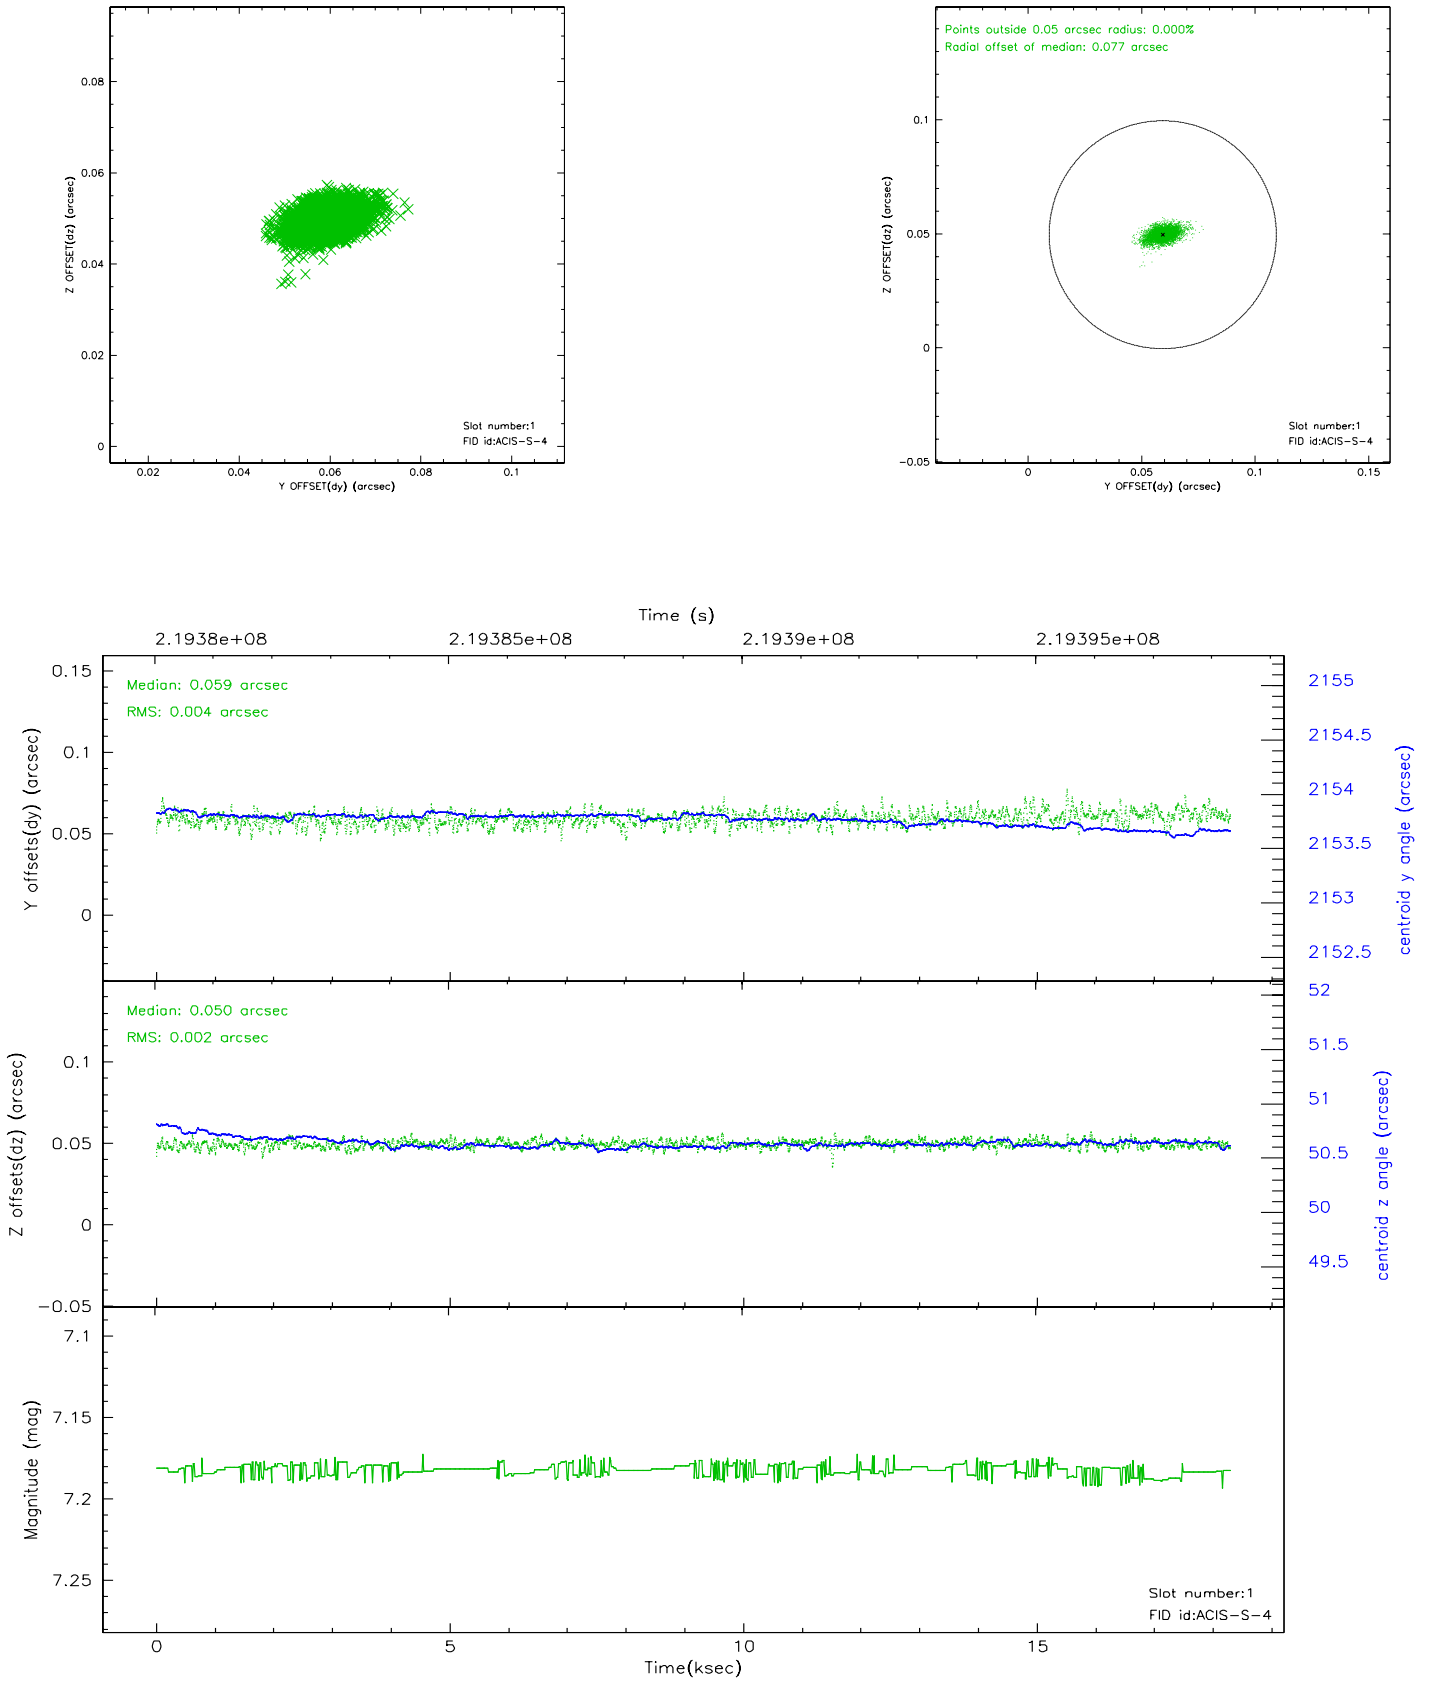 0.08
0.06
0.04
0.02
0
Z OFFSET(dz) (arcsec)
0.02 0.04 0.06 0.08 0.1
Y OFFSET(dy) (arcsec)
Slot number:1
FID id:ACIS-S-4
Points outside 0.05 arcsec radius: 0.000%
Radial offset of median: 0.077 arcsec
0.1
0.05
0
-0.05
Z OFFSET(dz) (arcsec)
0 0.05 0.1 0.15
Y OFFSET(dy) (arcsec)
Slot number:1
FID id:ACIS-S-4
Time (s)
2.1938e+08 2.19385e+08 2.1939e+08 2.19395e+08
Median: 0.059 arcsec
RMS: 0.004 arcsec
0.15
0.1
0.05
0
Y offsets(dy) (arcsec)
2155
2154.5
2154
2153.5
2153
2152.5
centroid y angle (arcsec)
Median: 0.050 arcsec
RMS: 0.002 arcsec
0.1
0.05
0
-0.05
Z offsets(dz) (arcsec)
52
51.5
51
50.5
50
49.5
centroid z angle (arcsec)
7.1
7.15
7.2
7.25
Magnitude (mag)
Slot number:1
FID id:ACIS-S-4
0 5 10 15
Time(ksec)